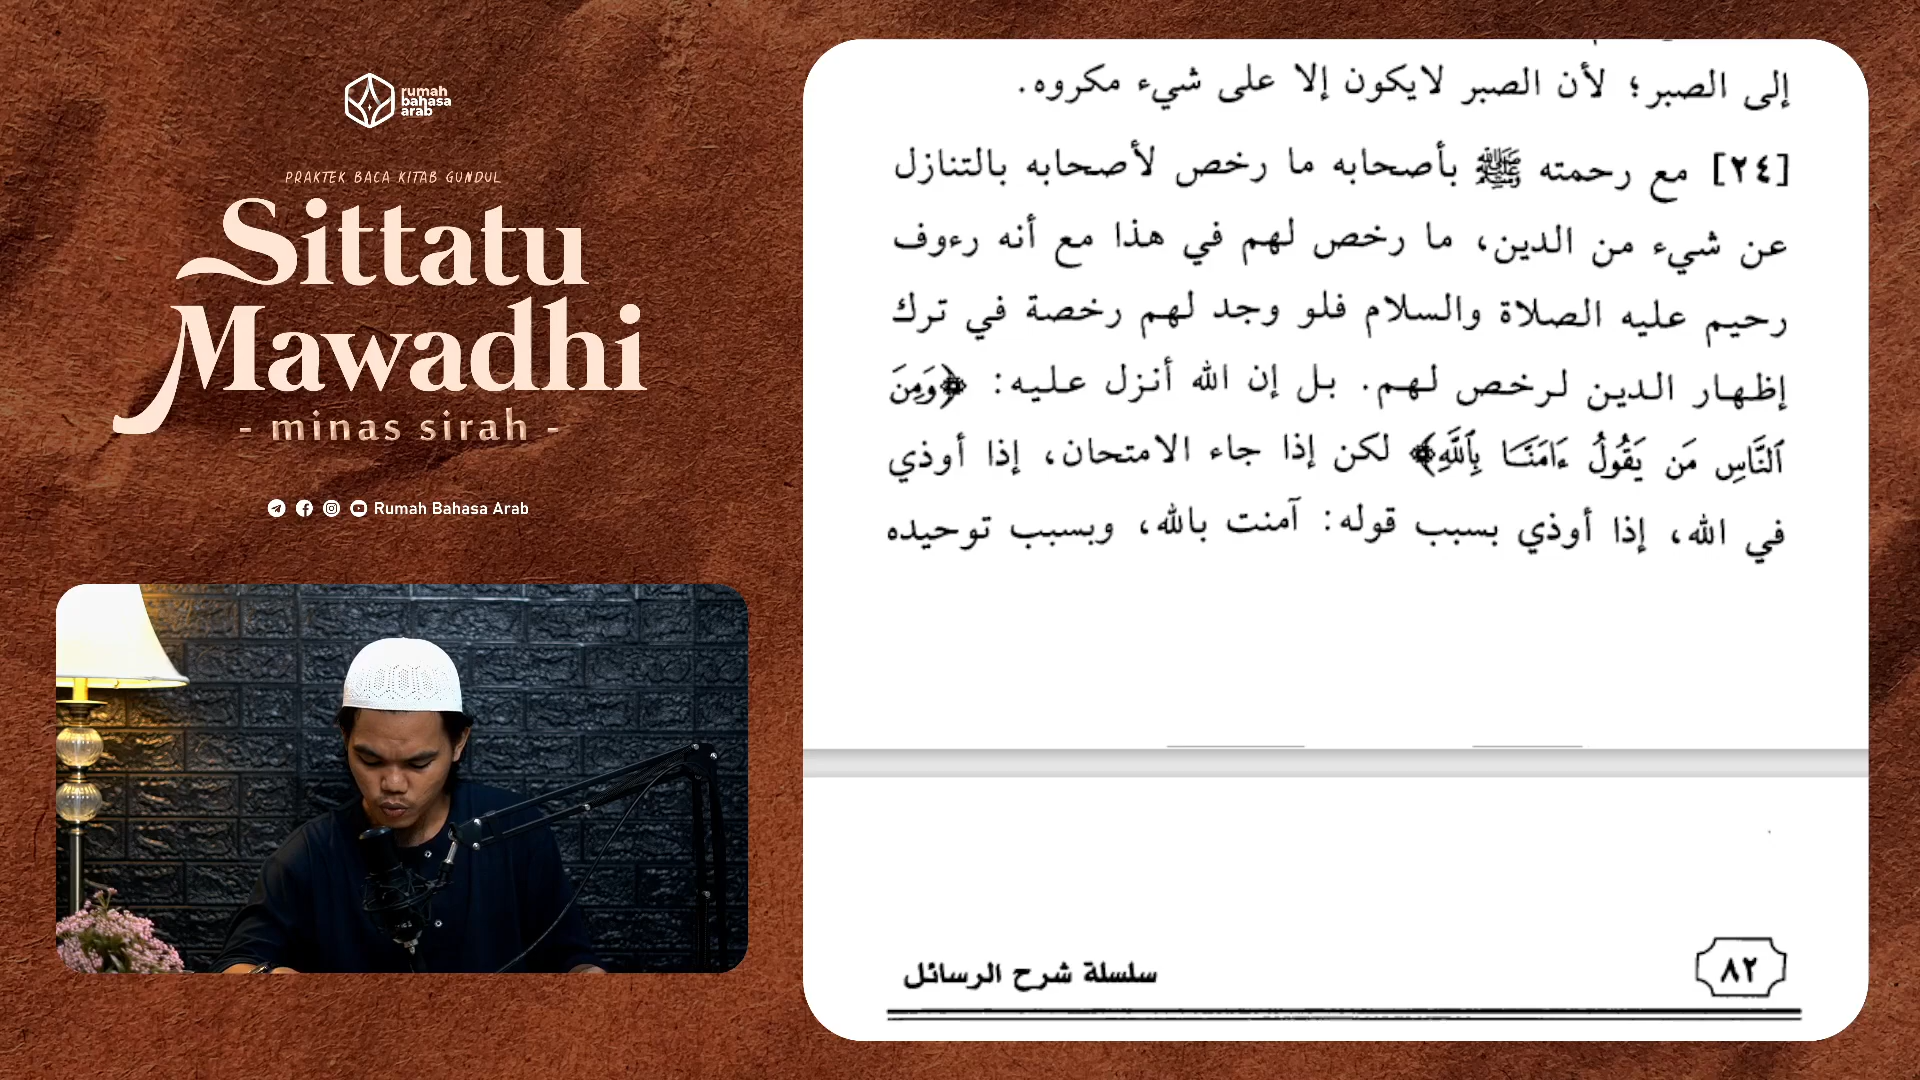 rumah
bahasa
arab
PRAKTEK BACA KITAB GUNDUL
Sittatu
Mawadhi
- minas sirah -
Rumah Bahasa Arab
إلى الصبر؛ لأن الصبر لايكون إلا على شيء مكروه.
[٢٤] مع رحمته ﷺ بأصحابه ما رخص لأصحابه بالتنازل
عن شيء من الدين، ما رخص لهم في هذا مع أنه رءوف
رحيم عليه الصلاة والسلام فلو وجد لهم رخصة في ترك
إظهار الدين لرخص لهم. بل إن الله أنزل عليه: ﴿وَمِنَ
ٱلنَّاسِ مَن يَقُولُ ءَامَنَّا بِٱللَّهِ﴾ لكن إذا جاء الامتحان، إذا أوذي
في الله، إذا أوذي بسبب قوله: آمنت بالله، وبسبب توحيده
٨٢
سلسلة شرح الرسائل